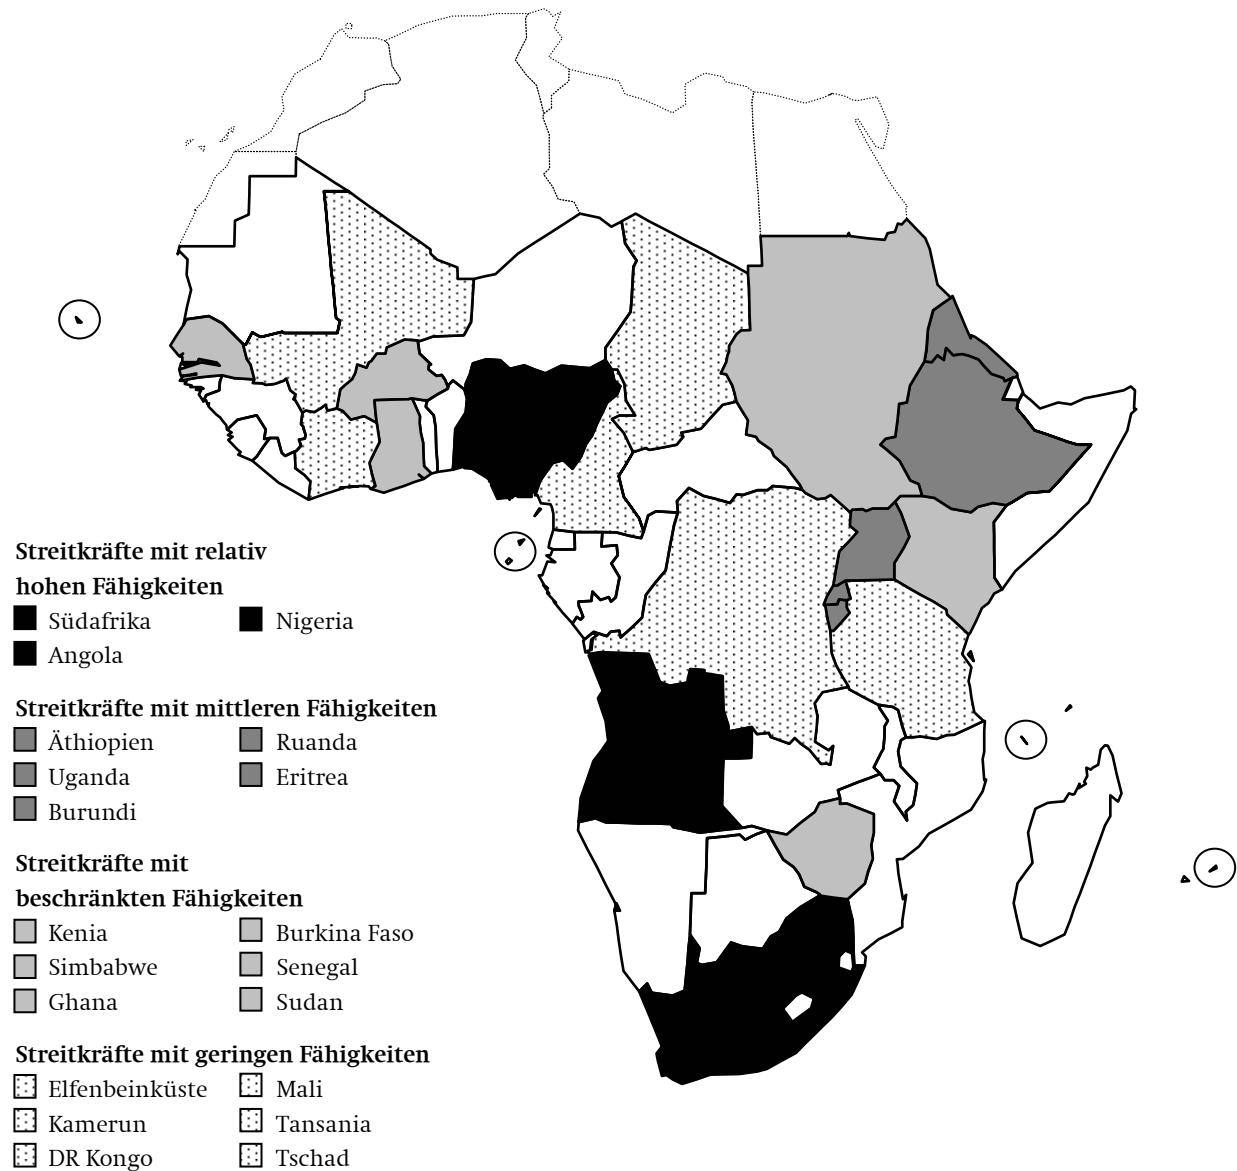 Streitkräfte mit relativ
hohen Fähigkeiten
Südafrika Nigeria
Angola
Streitkräfte mit mittleren Fähigkeiten
Äthiopien Ruanda
Uganda Eritrea
Burundi
Streitkräfte mit
beschränkten Fähigkeiten
Kenia Burkina Faso
Simbabwe Senegal
Ghana Sudan
Streitkräfte mit geringen Fähigkeiten
Elfenbeinküste Mali
Kamerun Tansania
DR Kongo Tschad